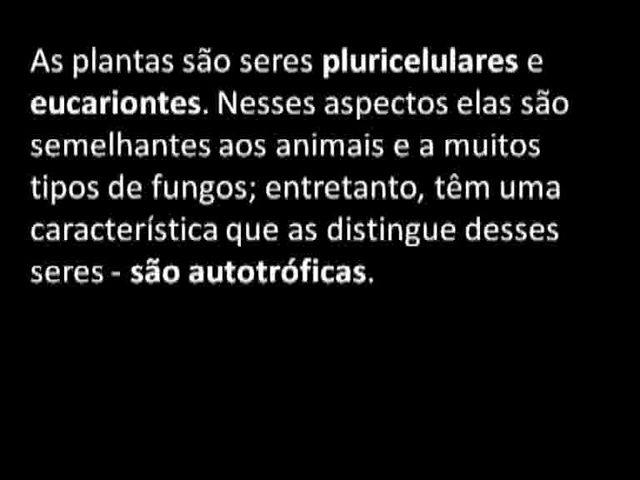 As plantas são seres pluricelulares e
eucariontes. Nesses aspectos elas são
semelhantes aos animais e a muitos
tipos de fungos; entretanto, têm uma
característica que as distingue desses
seres - são autotróficas.